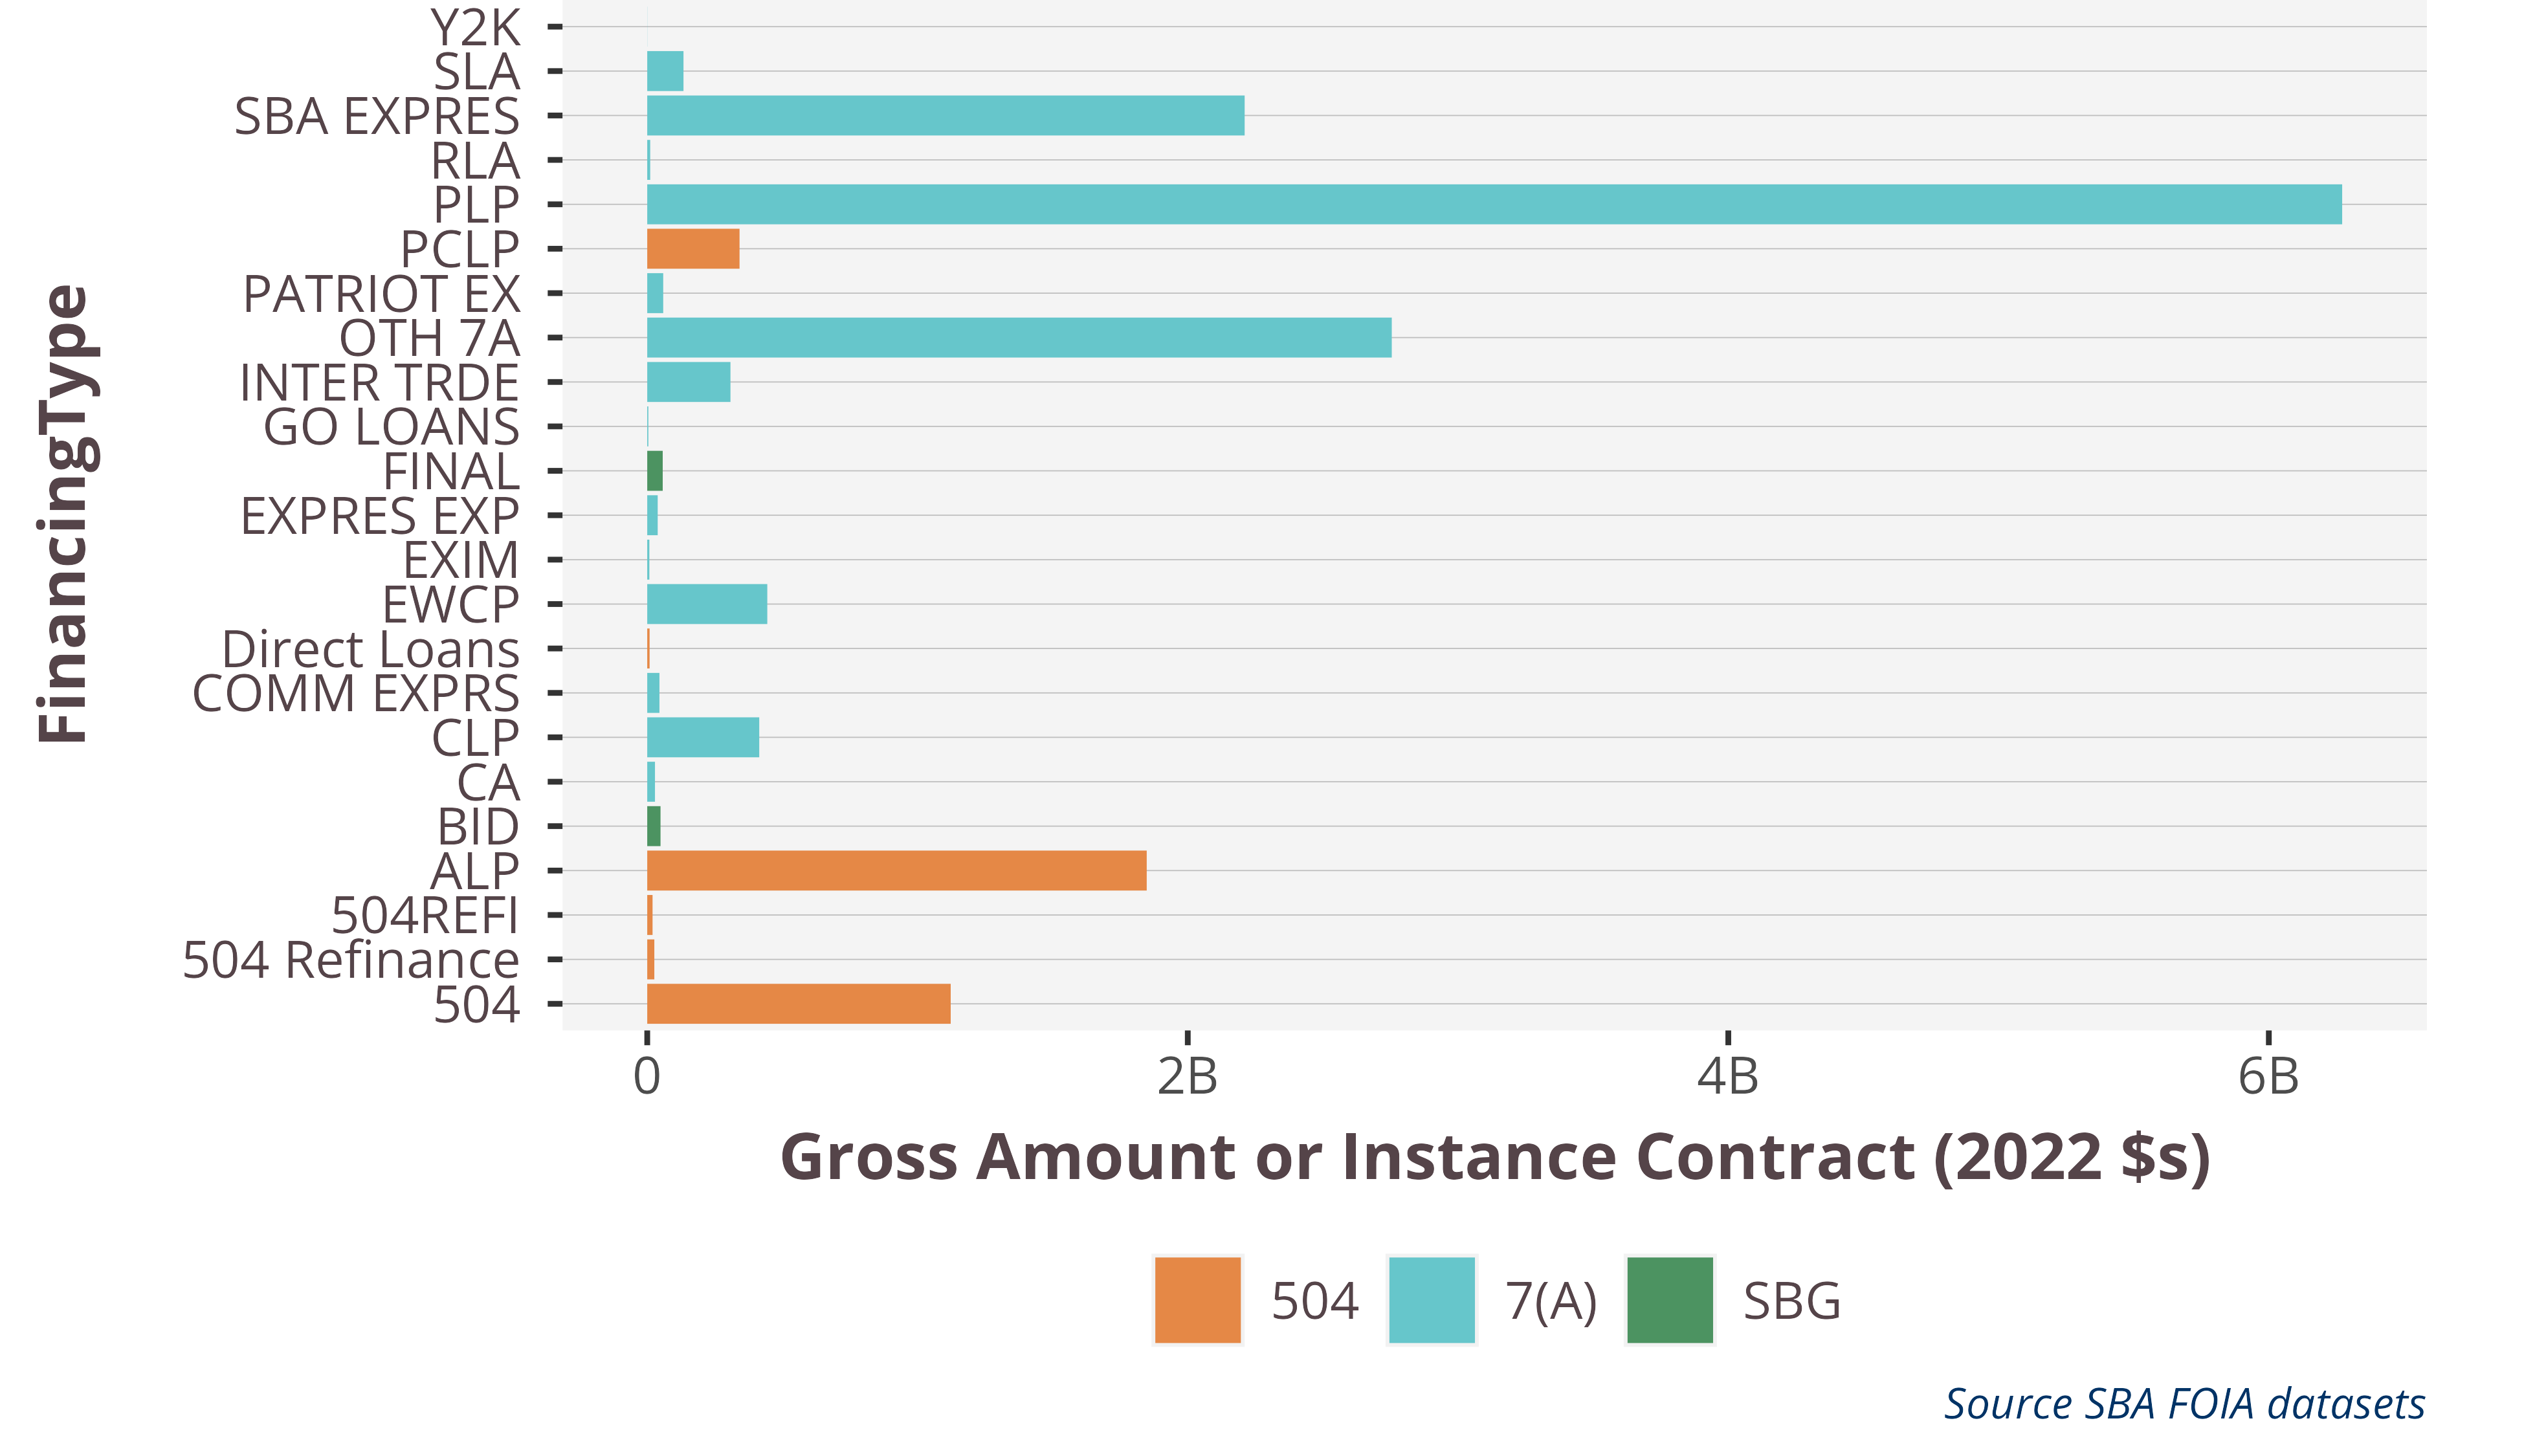 FinancingType
Y2K
SLA
SBA EXPRES
RLA
PLP
PCLP
PATRIOT EX
OTH 7A
INTER TRDE
GO LOANS
FINAL
EXPRES EXP
EXIM
EWCP
Direct Loans
COMM EXPRS
CLP
CA
BID
ALP
504REFI
504 Refinance
504
0 2B 4B 6B
Gross Amount or Instance Contract (2022 $s)
504 7(A) SBG
Source SBA FOIA datasets